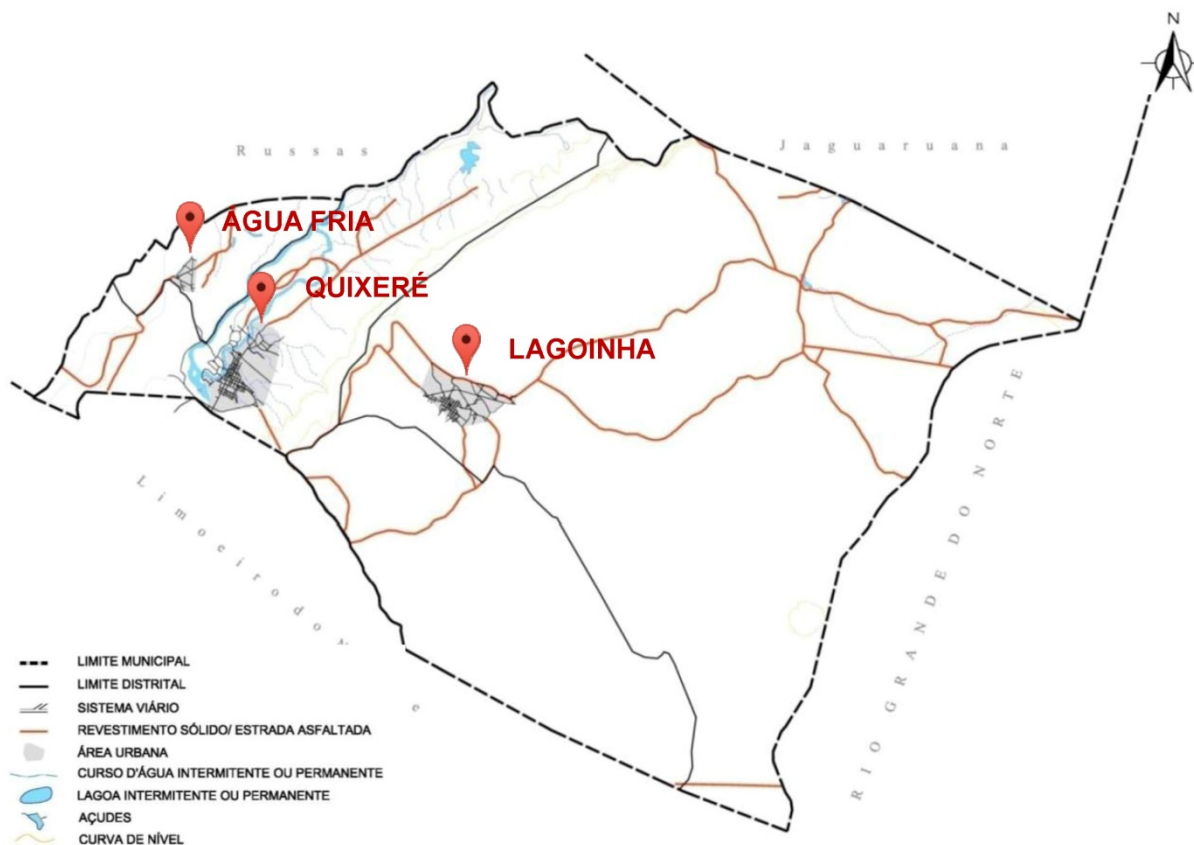 N
Russas
Jaguaruana
ÁGUA FRIA
QUIXERÉ
LAGOINHA
Limoeiro do N
e
RIO GRANDE DO NORTE
LIMITE MUNICIPAL
LIMITE DISTRITAL
SISTEMA VIÁRIO
REVESTIMENTO SÓLIDO/ ESTRADA ASFALTADA
ÁREA URBANA
CURSO D'ÁGUA INTERMITENTE OU PERMANENTE
LAGOA INTERMITENTE OU PERMANENTE
AÇUDES
CURVA DE NÍVEL